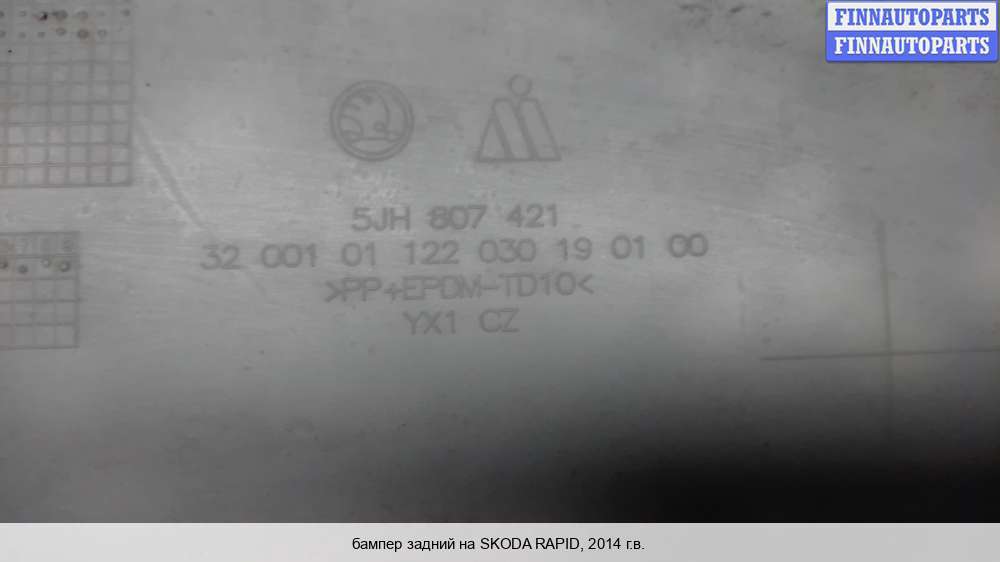 FINNAUTOPARTS
FINNAUTOPARTS
5JH 807 421
32 001 01 122 030 19 01 00
>PP+EPDM-TD10<
YX1 CZ
бампер задний на SKODA RAPID, 2014 г.в.